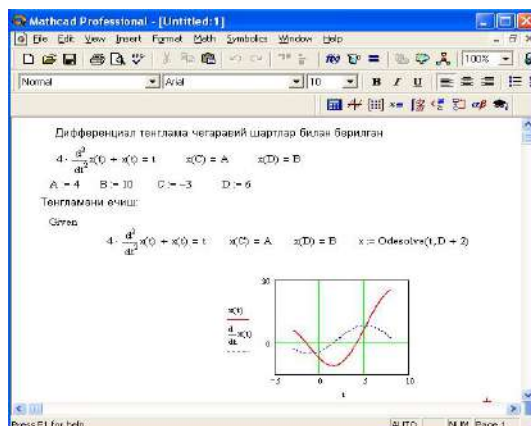 Mathcad Professional - [Untitled:1]
File Edit View Insert Format Math Symbolics Window Help
100%
Normal Arial 10 B I U
Дифференциал тенглама чегаравий шартлар билан берилган
4 · d²/dt² x(t) + x(t) = t x(C) = A x(D) = B
A := 4 B := 10 C := -3 D := 6
Тенгламани ечиш:
Given
4 · d²/dt² x(t) + x(t) = t x(C) = A x(D) = B x := Odesolve(t, D + 2)
x(t)
d/dt x(t)
30
0
-5 0 5 10
t
Press F1 for help. AUTO NUM Page 1